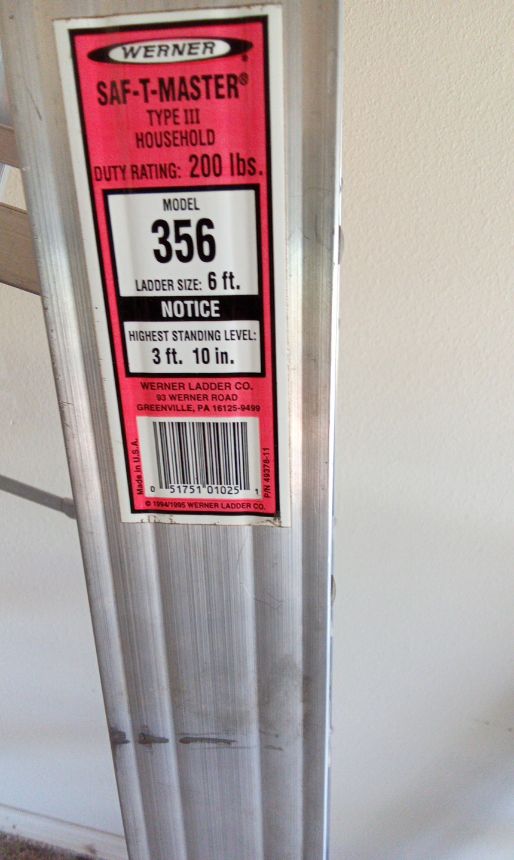 WERNER®
SAF-T-MASTER®
TYPE III
HOUSEHOLD
DUTY RATING: 200 lbs.
MODEL
356
LADDER SIZE: 6 ft.
NOTICE
HIGHEST STANDING LEVEL:
3 ft. 10 in.
WERNER LADDER CO.
93 WERNER ROAD
GREENVILLE, PA 16125-9499
Made in U.S.A.
0 51751 01025 1
P/N 49378-11
© 1994/1995 WERNER LADDER CO.